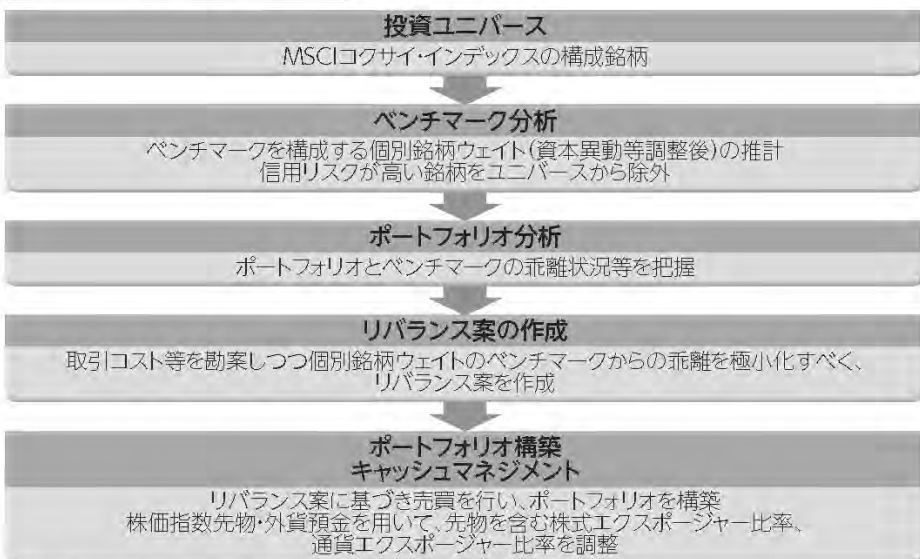 投資ユニバース
MSCIコクサイ・インデックスの構成銘柄
ベンチマーク分析
ベンチマークを構成する個別銘柄ウェイト(資本異動等調整後)の推計
信用リスクが高い銘柄をユニバースから除外
ポートフォリオ分析
ポートフォリオとベンチマークの乖離状況等を把握
リバランス案の作成
取引コスト等を勘案しつつ個別銘柄ウェイトのベンチマークからの乖離を極小化すべく、
リバランス案を作成
ポートフォリオ構築
キャッシュマネジメント
リバランス案に基づき売買を行い、ポートフォリオを構築
株価指数先物・外貨預金を用いて、先物を含む株式エクスポージャー比率、
通貨エクスポージャー比率を調整